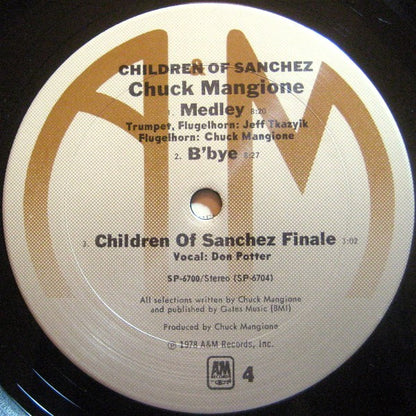 CHILDREN OF SANCHEZ
Chuck Mangione
1. Medley 8:20
Trumpet, Flugelhorn: Jeff Tkazyik
Flugelhorn: Chuck Mangione
2. B'bye 8:27
3. Children Of Sanchez Finale 3:02
Vocal: Don Potter
SP-6700/Stereo (SP-6704)
All selections written by Chuck Mangione
and published by Gates Music (BMI)
Produced by Chuck Mangione
℗ 1978 A&M Records, Inc.
A&M
4